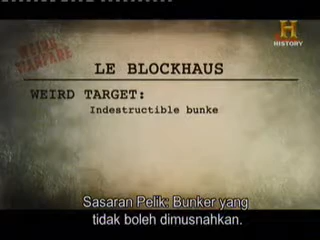 WEIRD
WARFARE
H
HISTORY
LE BLOCKHAUS
WEIRD TARGET:
Indestructible bunke
Sasaran Pelik: Bunker yang
tidak boleh dimusnahkan.